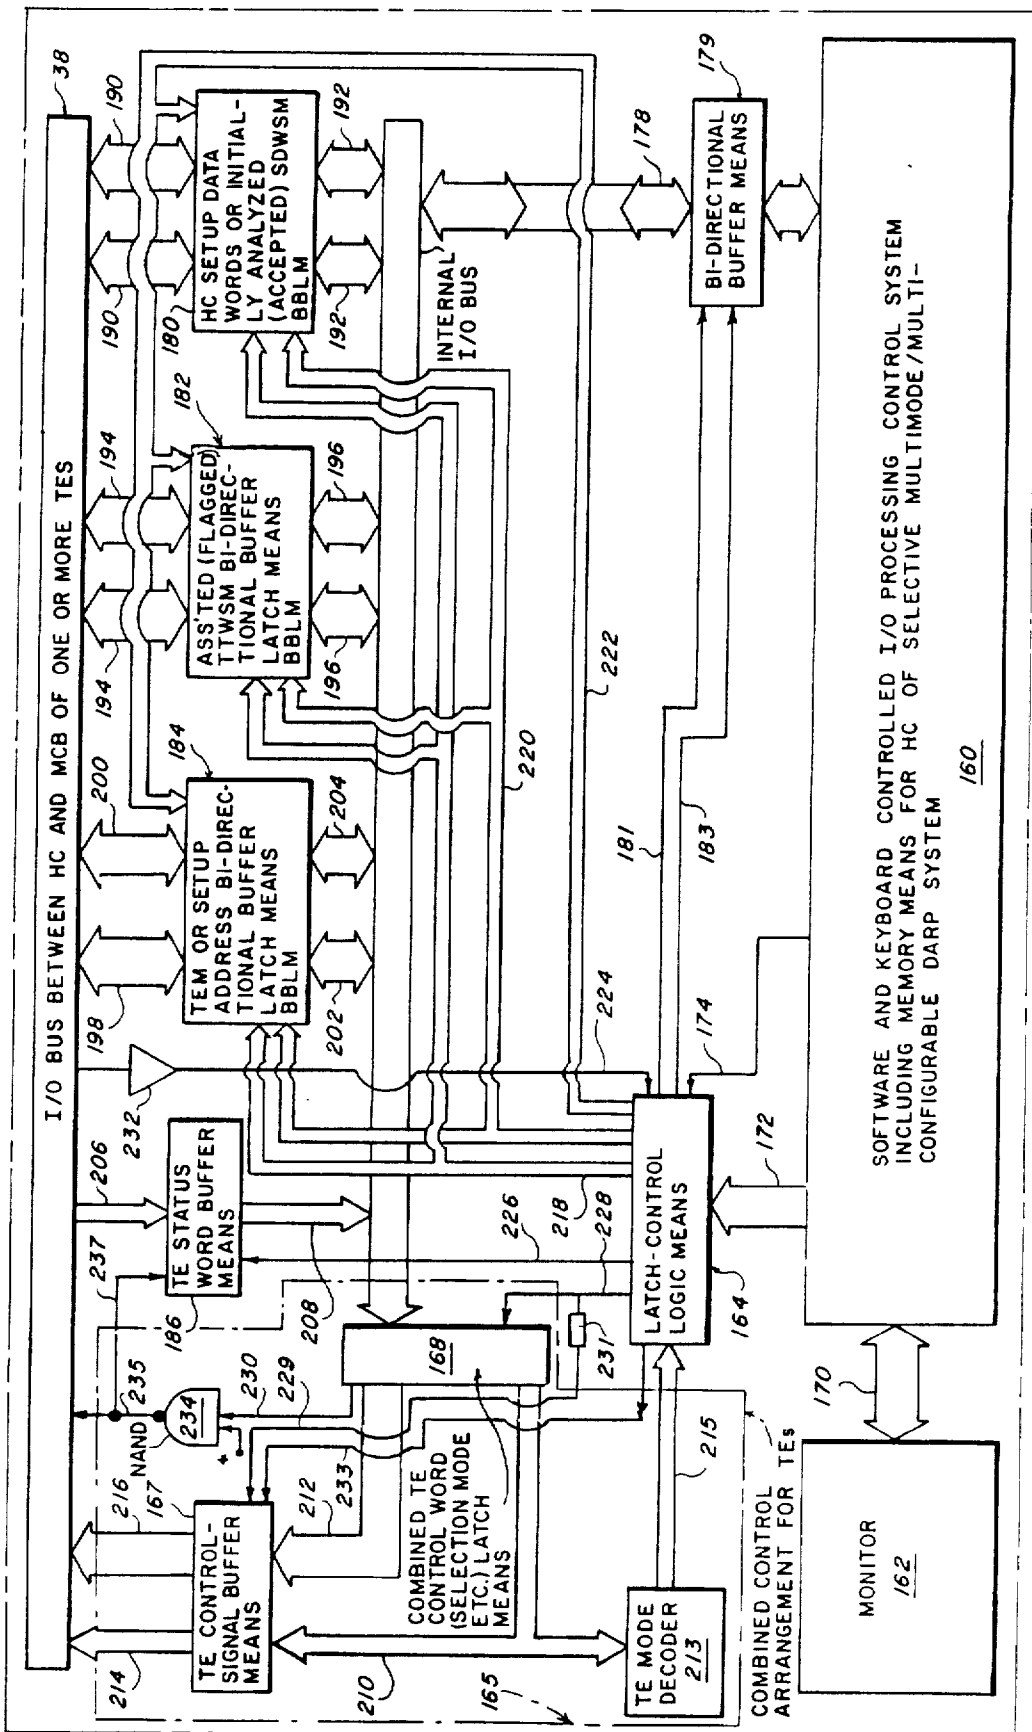 I/O BUS BETWEEN HC AND MCB OF ONE OR MORE TES
38
214
216
167
NAND
235
237
206
232
198
200
184
194
194
182
190
180
190
TE CONTROL-
SIGNAL BUFFER
MEANS
234
+
186
TE STATUS
WORD BUFFER
MEANS
TEM OR SETUP
ADDRESS BI-DIREC-
TIONAL BUFFER
LATCH MEANS
BBLM
ASS'TED (FLAGGED)
TTWSM BI-DIREC-
TIONAL BUFFER
LATCH MEANS
BBLM
HC SETUP DATA
WORDS OR INITIAL-
LY ANALYZED
(ACCEPTED) SDWSM
BBLM
230
229
212
233
208
202
204
196
196
192
192
210
168
INTERNAL
I/O BUS
COMBINED TE
CONTROL WORD
(SELECTION MODE
ETC.) LATCH
MEANS
226
218
228
231
224
220
222
178
165
TE MODE
DECODER
213
215
LATCH-CONTROL
LOGIC MEANS
164
172
174
181
183
BI-DIRECTIONAL
BUFFER MEANS
179
COMBINED CONTROL
ARRANGEMENT FOR TEs
MONITOR
162
170
SOFTWARE AND KEYBOARD CONTROLLED I/O PROCESSING CONTROL SYSTEM
INCLUDING MEMORY MEANS FOR HC OF SELECTIVE MULTIMODE/MULTI-
CONFIGURABLE DARP SYSTEM
160